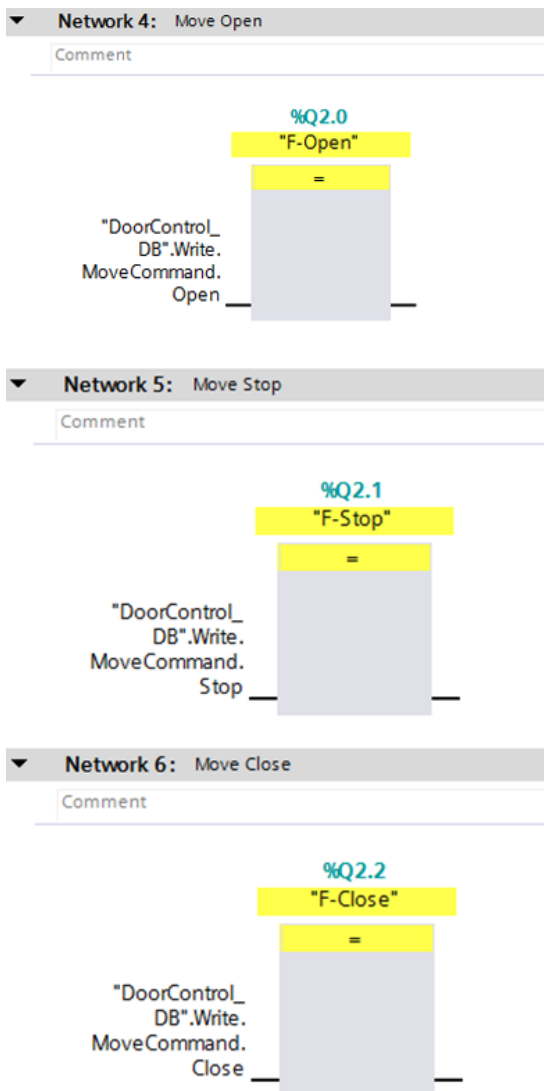 Network 4: Move Open
Comment
%Q2.0
"F-Open"
=
"DoorControl_
DB".Write.
MoveCommand.
Open
Network 5: Move Stop
Comment
%Q2.1
"F-Stop"
=
"DoorControl_
DB".Write.
MoveCommand.
Stop
Network 6: Move Close
Comment
%Q2.2
"F-Close"
=
"DoorControl_
DB".Write.
MoveCommand.
Close